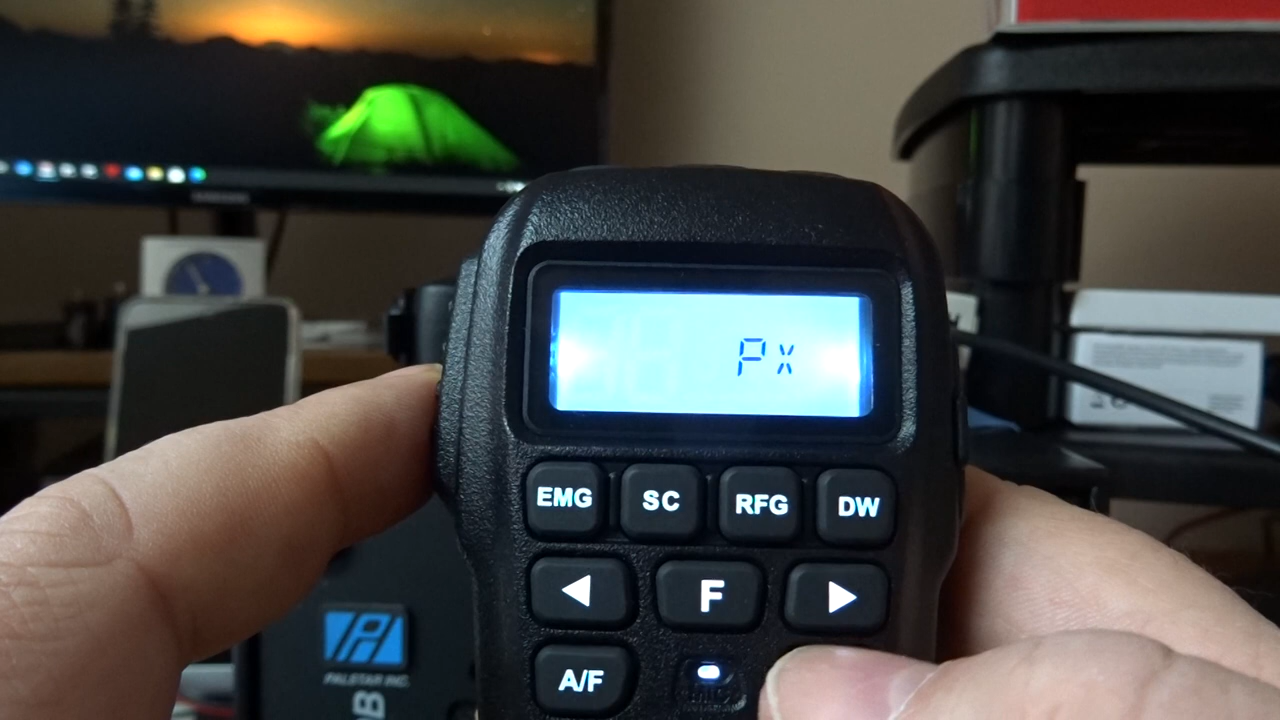 Px
EMG SC RFG DW
F
A/F
PALSTAR INC.